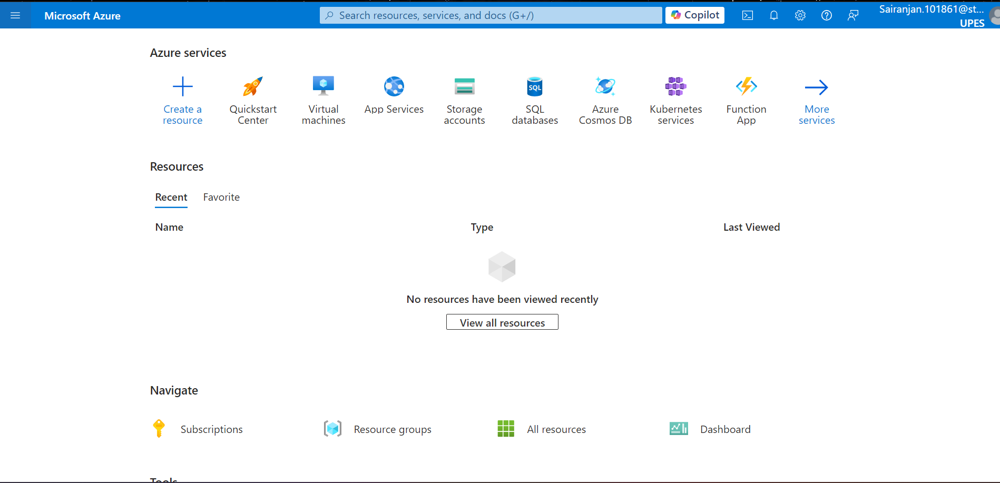 Microsoft Azure
Search resources, services, and docs (G+/)
Copilot
Sairanjan.101861@st...
UPES
Azure services
Create a
resource
Quickstart
Center
Virtual
machines
App Services
Storage
accounts
SQL
SQL
databases
Azure
Cosmos DB
Kubernetes
services
Function
App
More
services
Resources
Recent
Favorite
Name
Type
Last Viewed
No resources have been viewed recently
View all resources
Navigate
Subscriptions
Resource groups
All resources
Dashboard
Tools